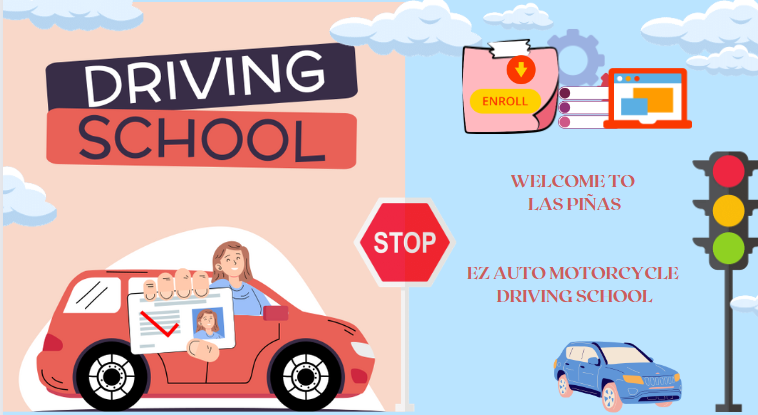 DRIVING
SCHOOL
ENROLL
WELCOME TO
LAS PIÑAS
STOP
EZ AUTO MOTORCYCLE
DRIVING SCHOOL